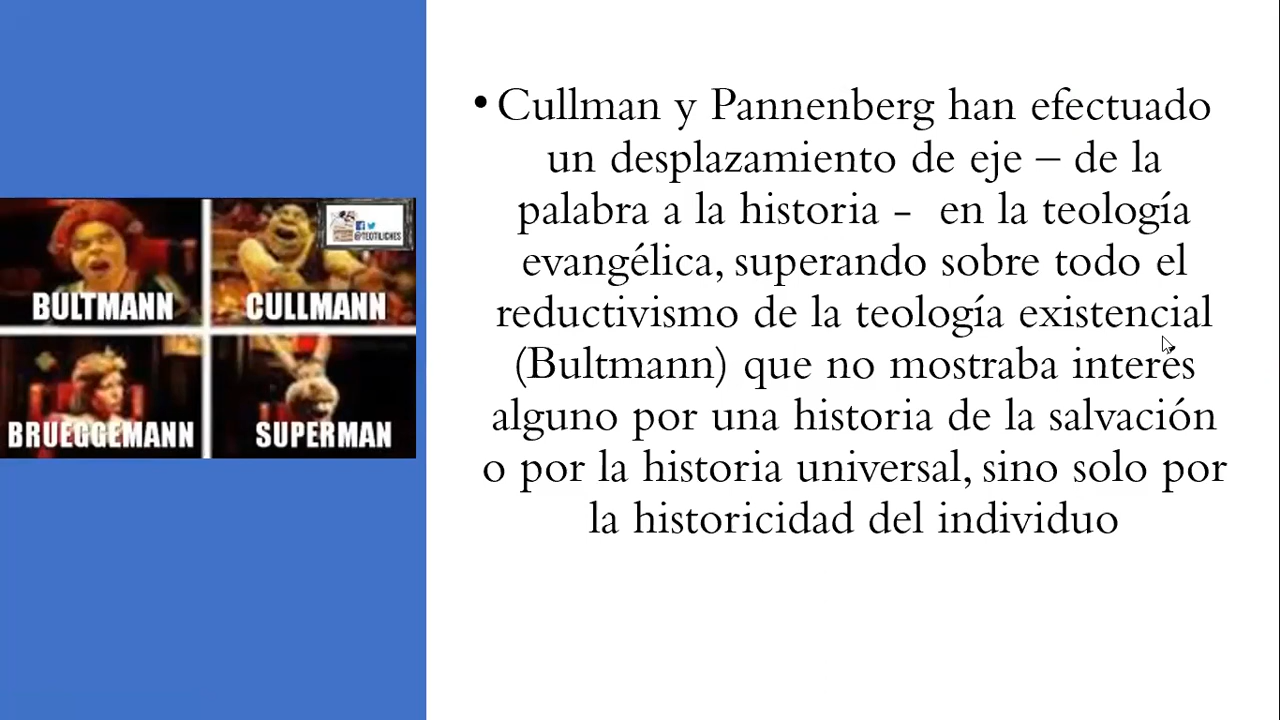 BULTMANN
CULLMANN
@TEOTILICHES
BRUEGGEMANN
SUPERMAN
• Cullman y Pannenberg han efectuado
un desplazamiento de eje – de la
palabra a la historia - en la teología
evangélica, superando sobre todo el
reductivismo de la teología existencial
(Bultmann) que no mostraba interés
alguno por una historia de la salvación
o por la historia universal, sino solo por
la historicidad del individuo